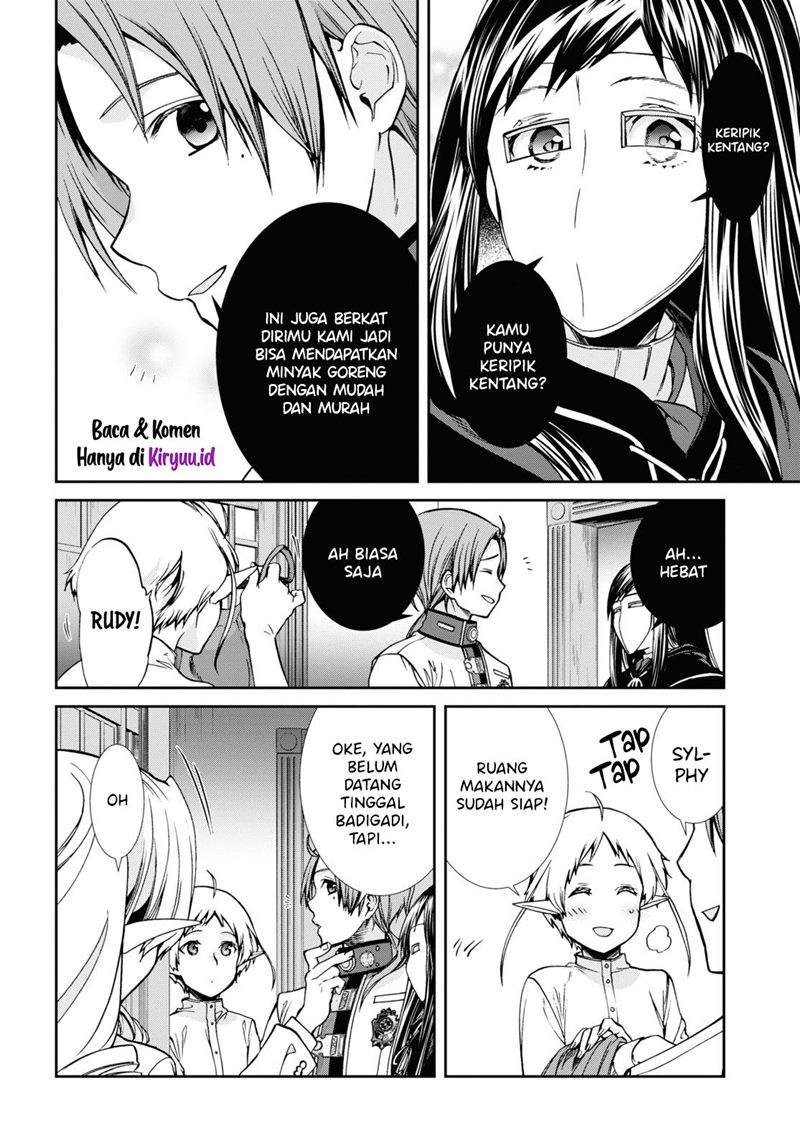 KERIPIK
KENTANG?
KAMU
PUNYA
KERIPIK
KENTANG?
INI JUGA BERKAT
DIRIMU KAMI JADI
BISA MENDAPATKAN
MINYAK GORENG
DENGAN MUDAH
DAN MURAH
Baca & Komen
Hanya di Kiryuu.id
AH...
HEBAT
AH BIASA
SAJA
RUDY!
SYL-
PHY
TAP
TAP
RUANG
MAKANNYA
SUDAH SIAP!
OKE, YANG
BELUM
DATANG
TINGGAL
BADIGADI,
TAPI...
OH